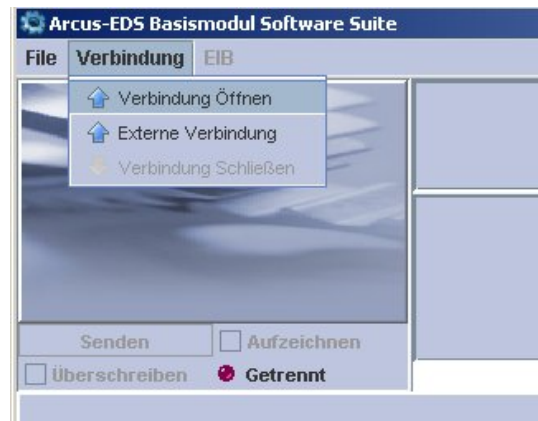 Arcus-EDS Basismodul Software Suite
File Verbindung EIB
Verbindung Öffnen
Externe Verbindung
Verbindung Schließen
Senden Aufzeichnen
Überschreiben Getrennt